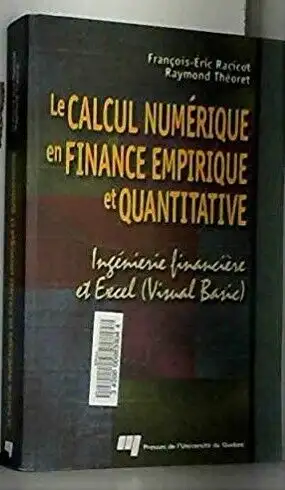 François-Éric Racicot
Raymond Théoret
Le CALCUL NUMÉRIQUE
en FINANCE EMPIRIQUE
et QUANTITATIVE
Ingénierie financière
et Excel (Visual Basic)
Presses de l'Université du Québec